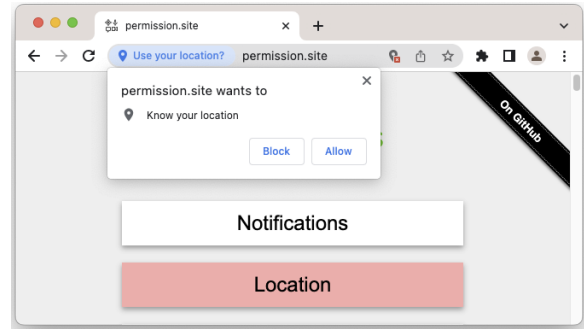 permission.site
Use your location?
permission.site
permission.site wants to
Know your location
Block
Allow
On GitHub
Notifications
Location